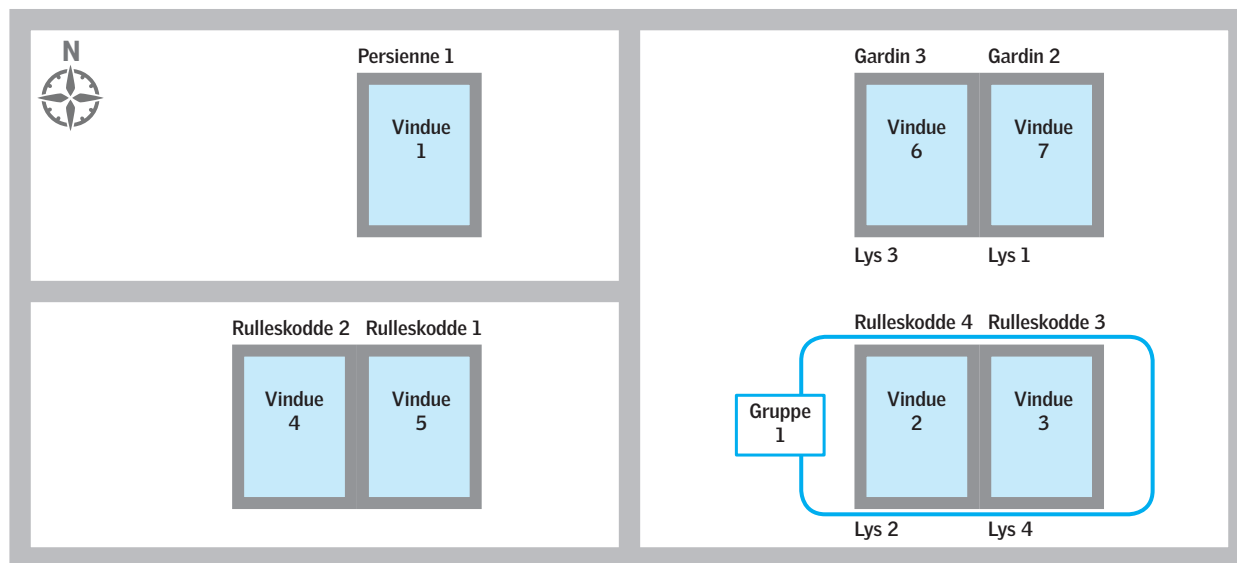 N
Persienne 1
Vindue
1
Gardin 3 Gardin 2
Vindue
6
Vindue
7
Lys 3 Lys 1
Rulleskodde 2 Rulleskodde 1
Vindue
4
Vindue
5
Rulleskodde 4 Rulleskodde 3
Gruppe
1
Vindue
2
Vindue
3
Lys 2 Lys 4